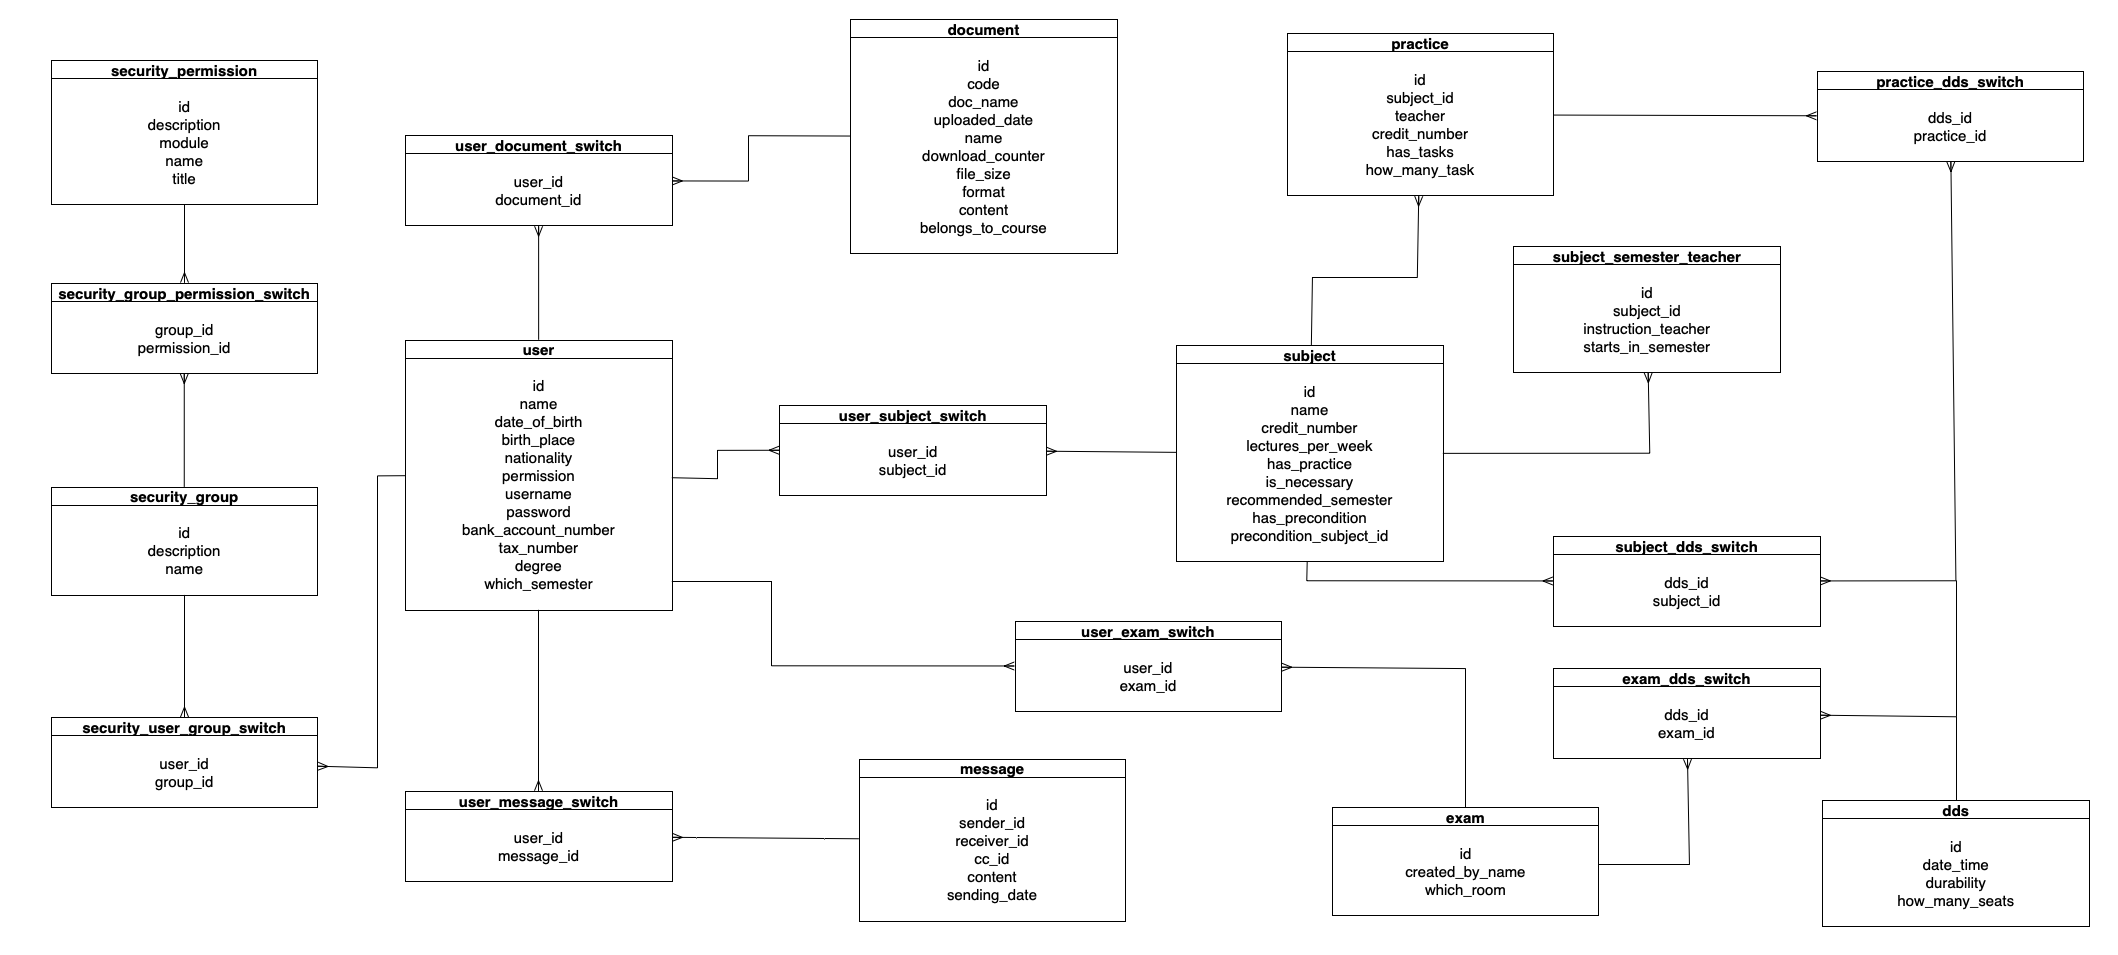 security_permission
id
description
module
name
title
security_group_permission_switch
group_id
permission_id
security_group
id
description
name
security_user_group_switch
user_id
group_id
user_document_switch
user_id
document_id
user
id
name
date_of_birth
birth_place
nationality
permission
username
password
bank_account_number
tax_number
degree
which_semester
user_message_switch
user_id
message_id
document
id
code
doc_name
uploaded_date
name
download_counter
file_size
format
content
belongs_to_course
user_subject_switch
user_id
subject_id
user_exam_switch
user_id
exam_id
message
id
sender_id
receiver_id
cc_id
content
sending_date
practice
id
subject_id
teacher
credit_number
has_tasks
how_many_task
subject
id
name
credit_number
lectures_per_week
has_practice
is_necessary
recommended_semester
has_precondition
precondition_subject_id
exam
id
created_by_name
which_room
practice_dds_switch
dds_id
practice_id
subject_semester_teacher
id
subject_id
instruction_teacher
starts_in_semester
subject_dds_switch
dds_id
subject_id
exam_dds_switch
dds_id
exam_id
dds
id
date_time
durability
how_many_seats